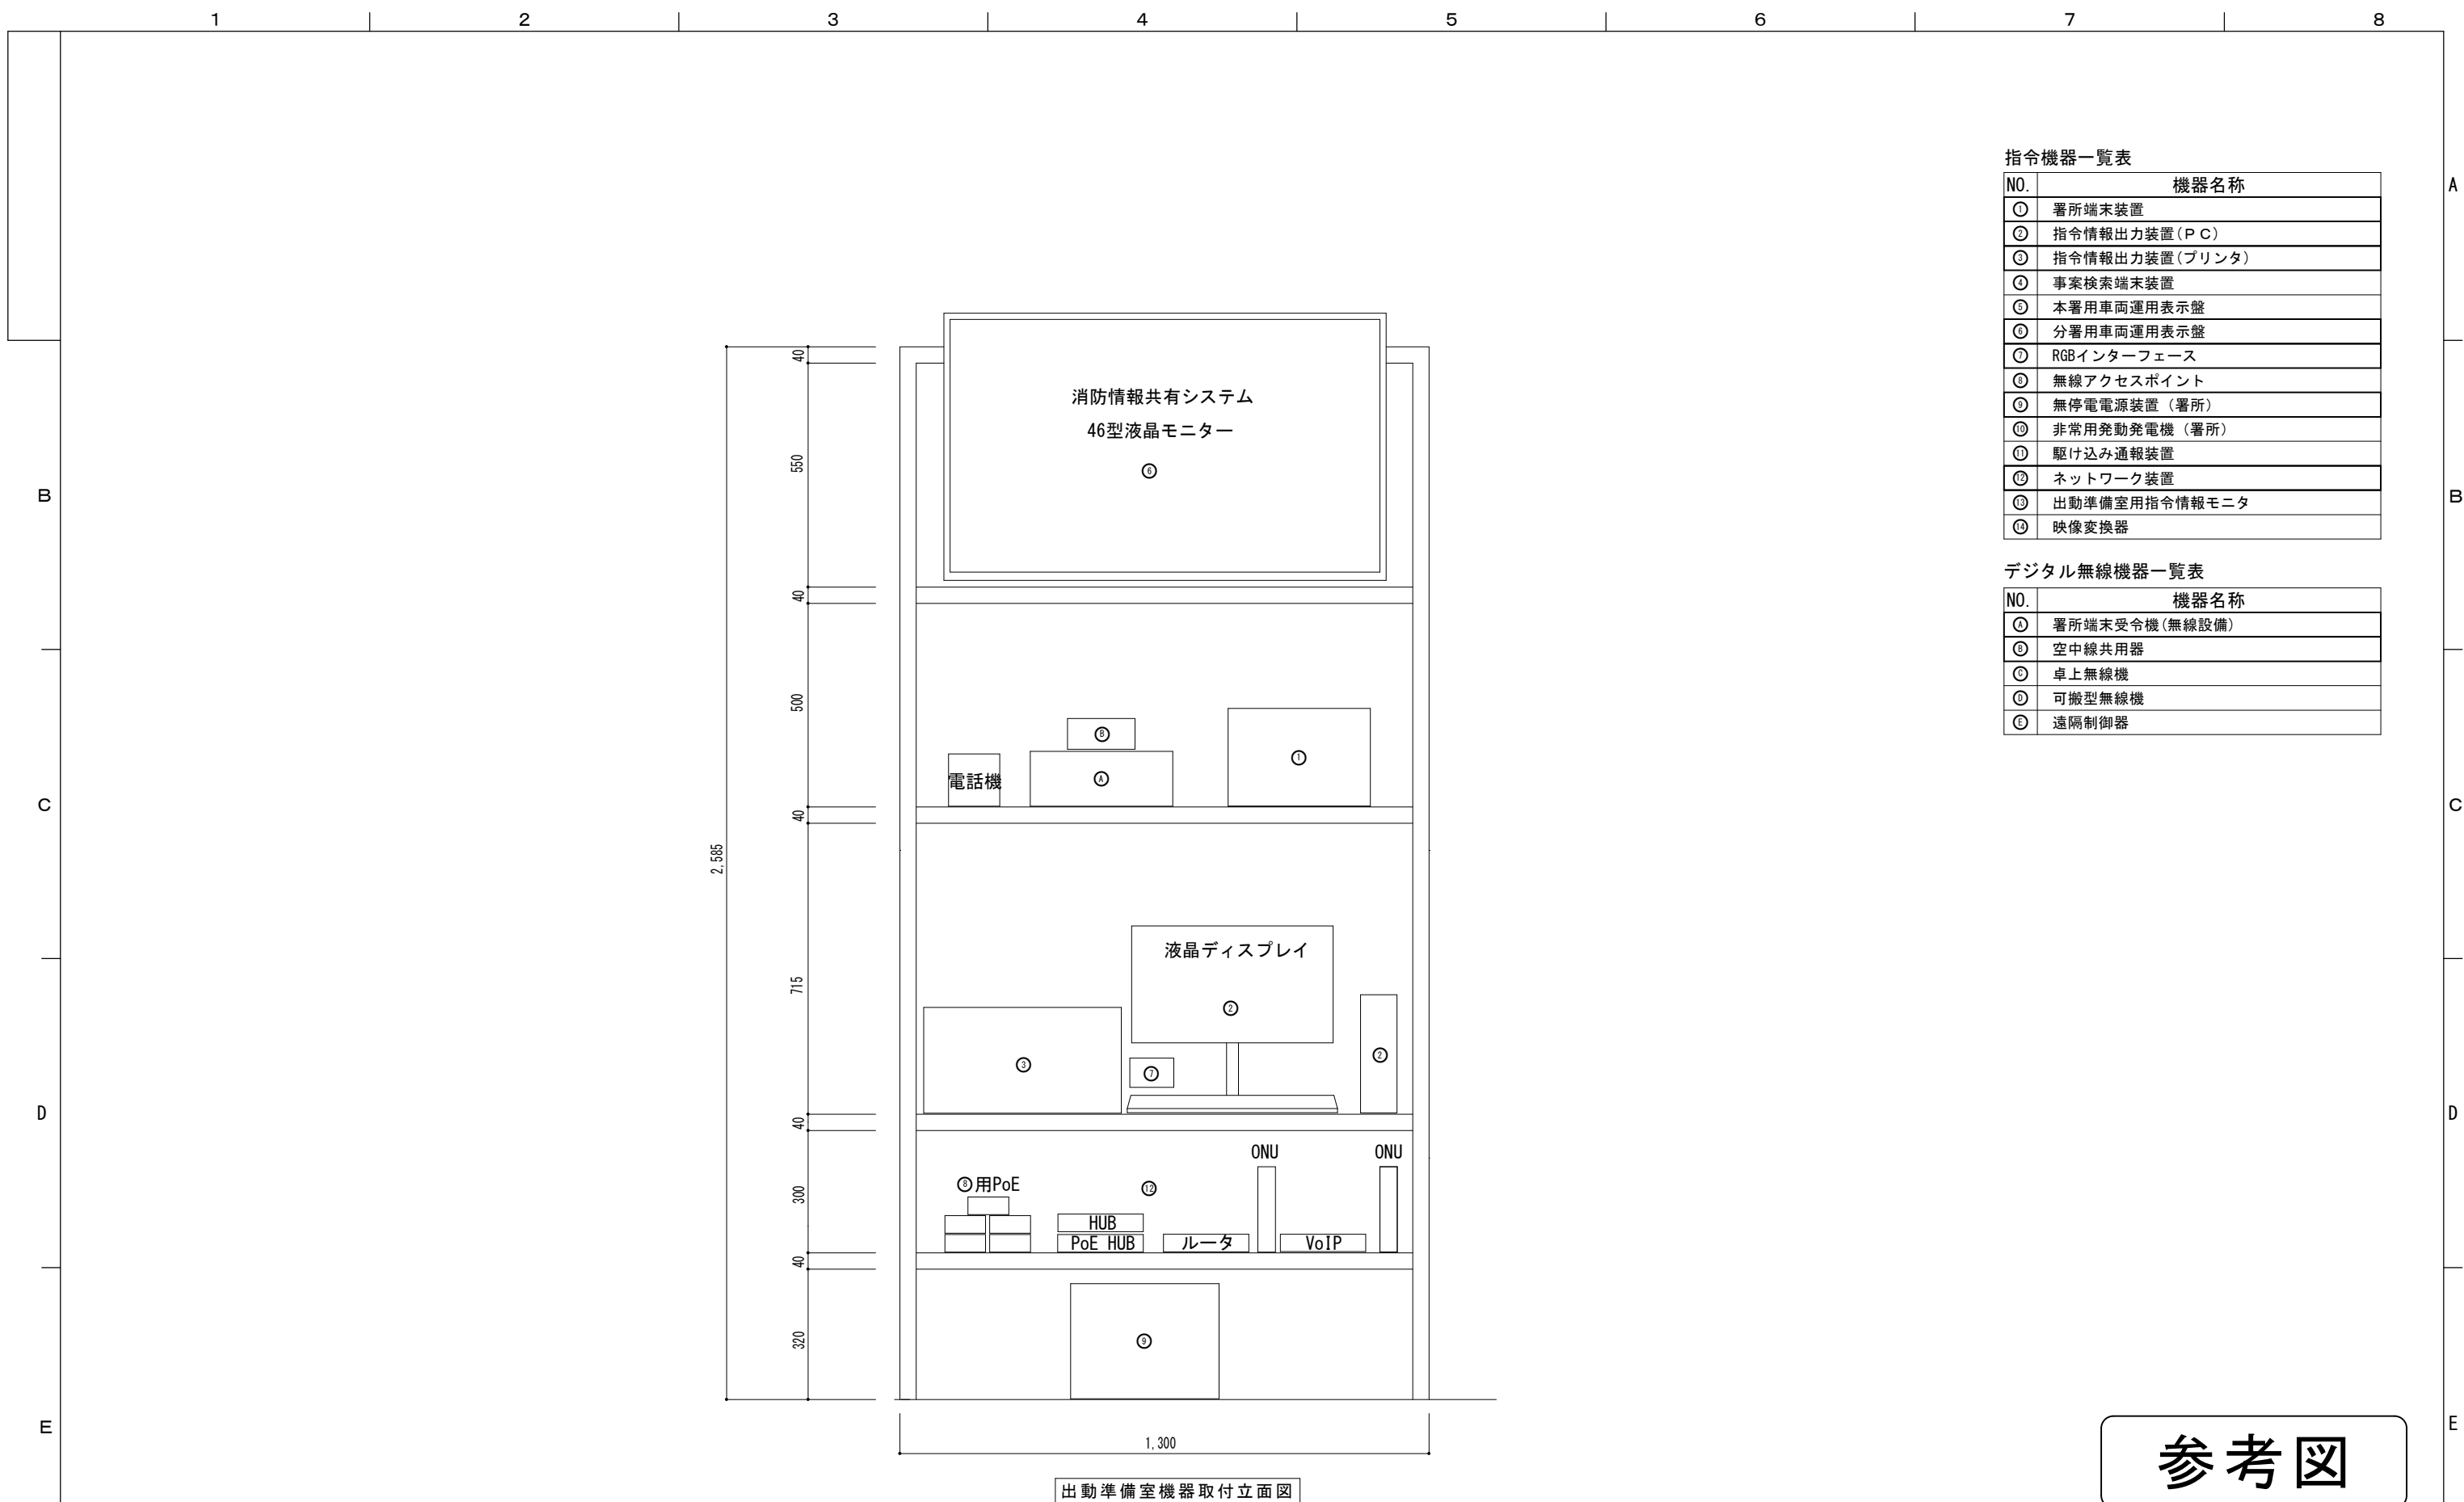 1 2 3 4 5 6 7 8
指令機器一覧表
NO. 機器名称
① 署所端末装置
② 指令情報出力装置(PC)
③ 指令情報出力装置(プリンタ)
④ 事案検索端末装置
⑤ 本署用車両運用表示盤
⑥ 分署用車両運用表示盤
⑦ RGBインターフェース
⑧ 無線アクセスポイント
⑨ 無停電電源装置(署所)
⑩ 非常用発動発電機(署所)
⑪ 駆け込み通報装置
⑫ ネットワーク装置
⑬ 出動準備室用指令情報モニタ
⑭ 映像変換器
デジタル無線機器一覧表
NO. 機器名称
Ⓐ 署所端末受令機(無線設備)
Ⓑ 空中線共用器
Ⓒ 卓上無線機
Ⓓ 可搬型無線機
Ⓔ 遠隔制御器
A
B
B
C
C
D
D
E
E
2,585
40
550
40
500
40
715
40
300
40
320
消防情報共有システム
46型液晶モニター
⑥
Ⓑ
電話機
Ⓐ
①
液晶ディスプレイ
②
③
⑦
②
ONU
ONU
⑧用PoE
⑫
HUB
PoE HUB
ルータ
VoIP
⑨
1,300
出動準備室機器取付立面図
参考図